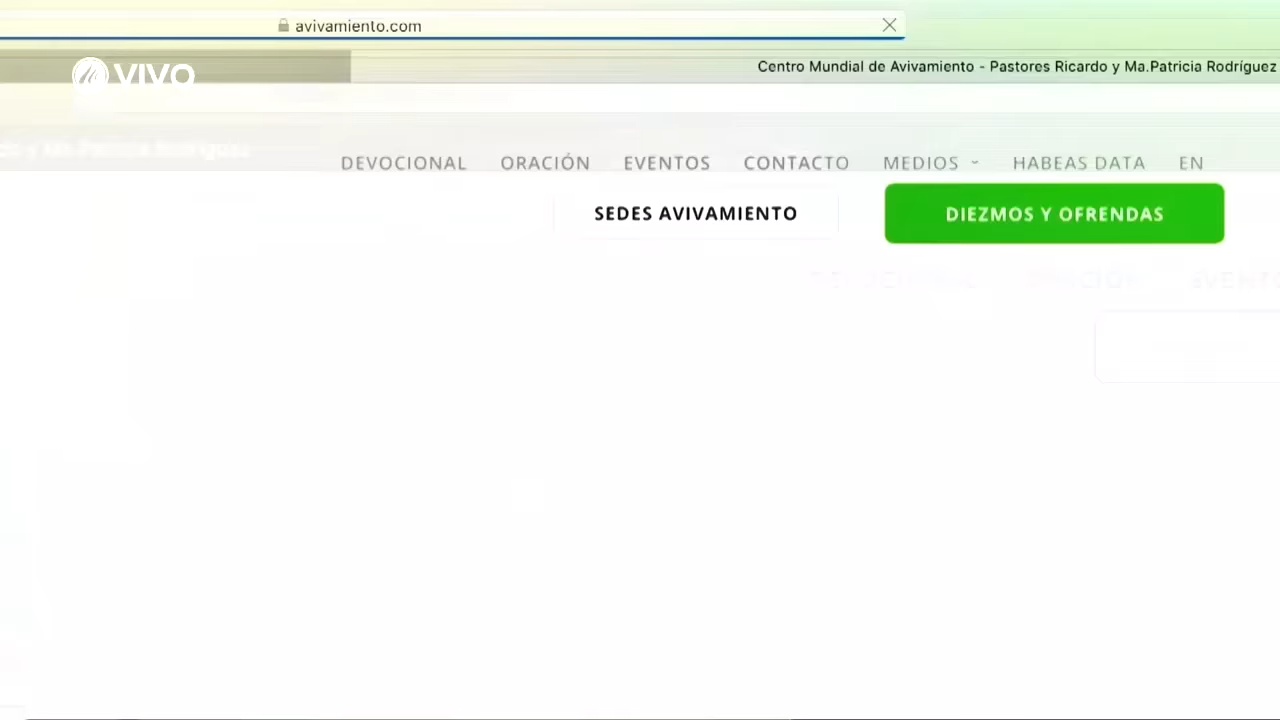 avivamiento.com
VIVO
Centro Mundial de Avivamiento - Pastores Ricardo y Ma.Patricia Rodríguez
DEVOCIONAL ORACIÓN EVENTOS CONTACTO MEDIOS HABEAS DATA EN
SEDES AVIVAMIENTO DIEZMOS Y OFRENDAS